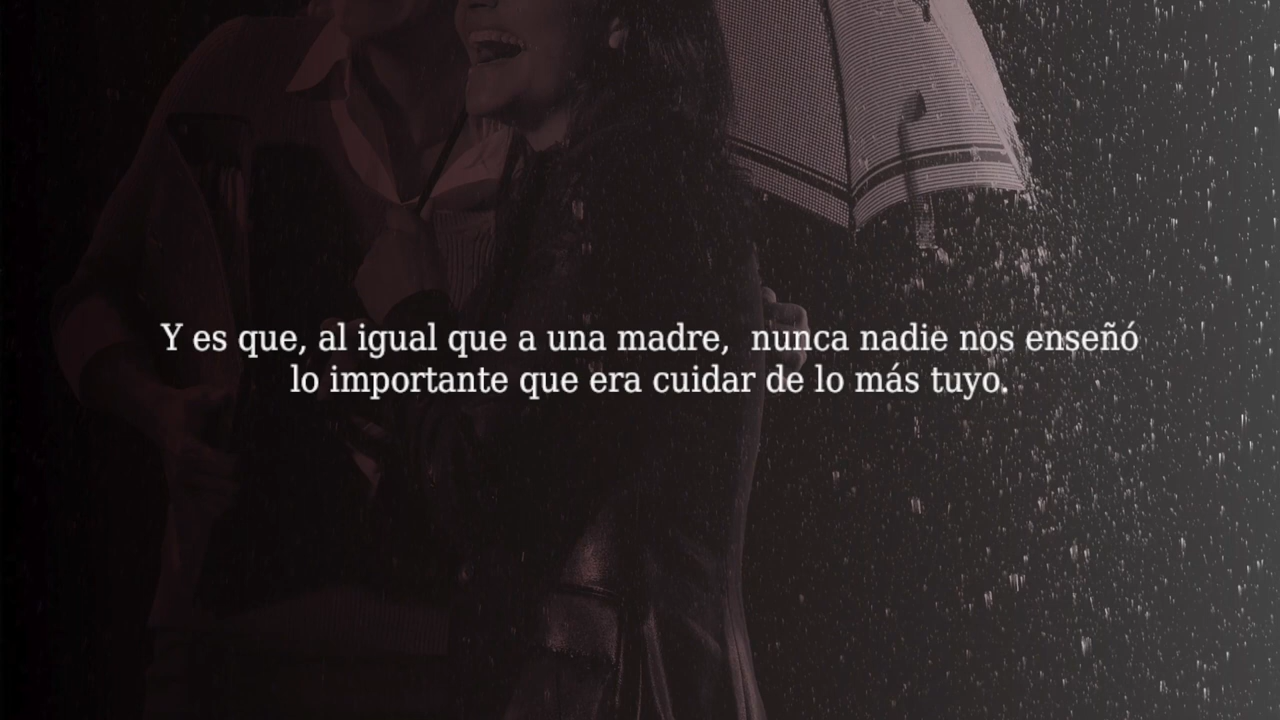 Y es que, al igual que a una madre, nunca nadie nos enseñó
lo importante que era cuidar de lo más tuyo.